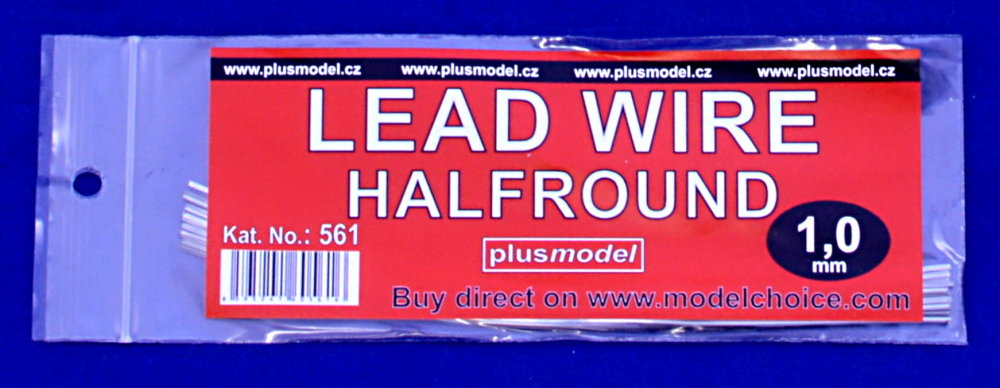 www.plusmodel.cz www.plusmodel.cz www.plusmodel.cz www.plusmodel.cz
LEAD WIRE
HALFROUND
Kat. No.: 561
1,0
mm
plusmodel
Buy direct on www.modelchoice.com